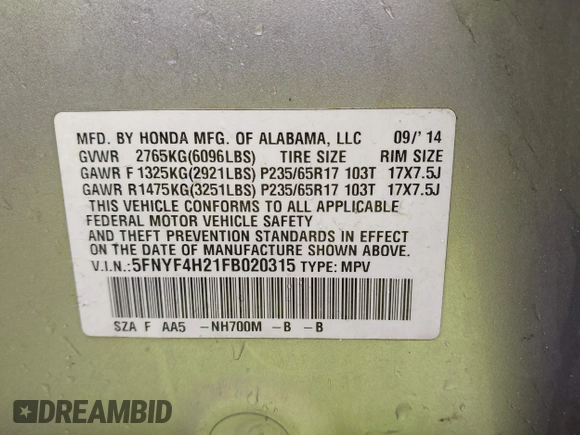 MFD. BY HONDA MFG. OF ALABAMA, LLC 09/'14
GVWR 2765KG(6096LBS) TIRE SIZE RIM SIZE
GAWR F 1325KG(2921LBS) P235/65R17 103T 17X7.5J
GAWR R1475KG(3251LBS) P235/65R17 103T 17X7.5J
THIS VEHICLE CONFORMS TO ALL APPLICABLE
FEDERAL MOTOR VEHICLE SAFETY
AND THEFT PREVENTION STANDARDS IN EFFECT
ON THE DATE OF MANUFACTURE SHOWN ABOVE.
V.I.N.:5FNYF4H21FB020315 TYPE: MPV
SZA F AA5 -NH700M -B -B
DREAMBID